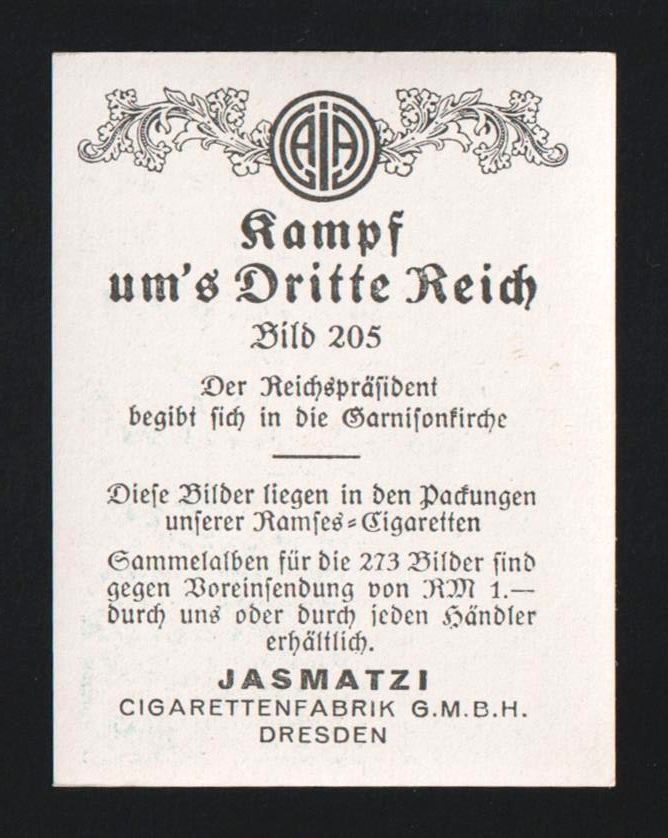 AJA
Kampf
um's Dritte Reich
Bild 205
Der Reichspräsident
begibt sich in die Garnisonkirche
Diese Bilder liegen in den Packungen
unserer Ramses=Cigaretten
Sammelalben für die 273 Bilder sind
gegen Voreinsendung von RM 1.—
durch uns oder durch jeden Händler
erhältlich.
JASMATZI
CIGARETTENFABRIK G.M.B.H.
DRESDEN